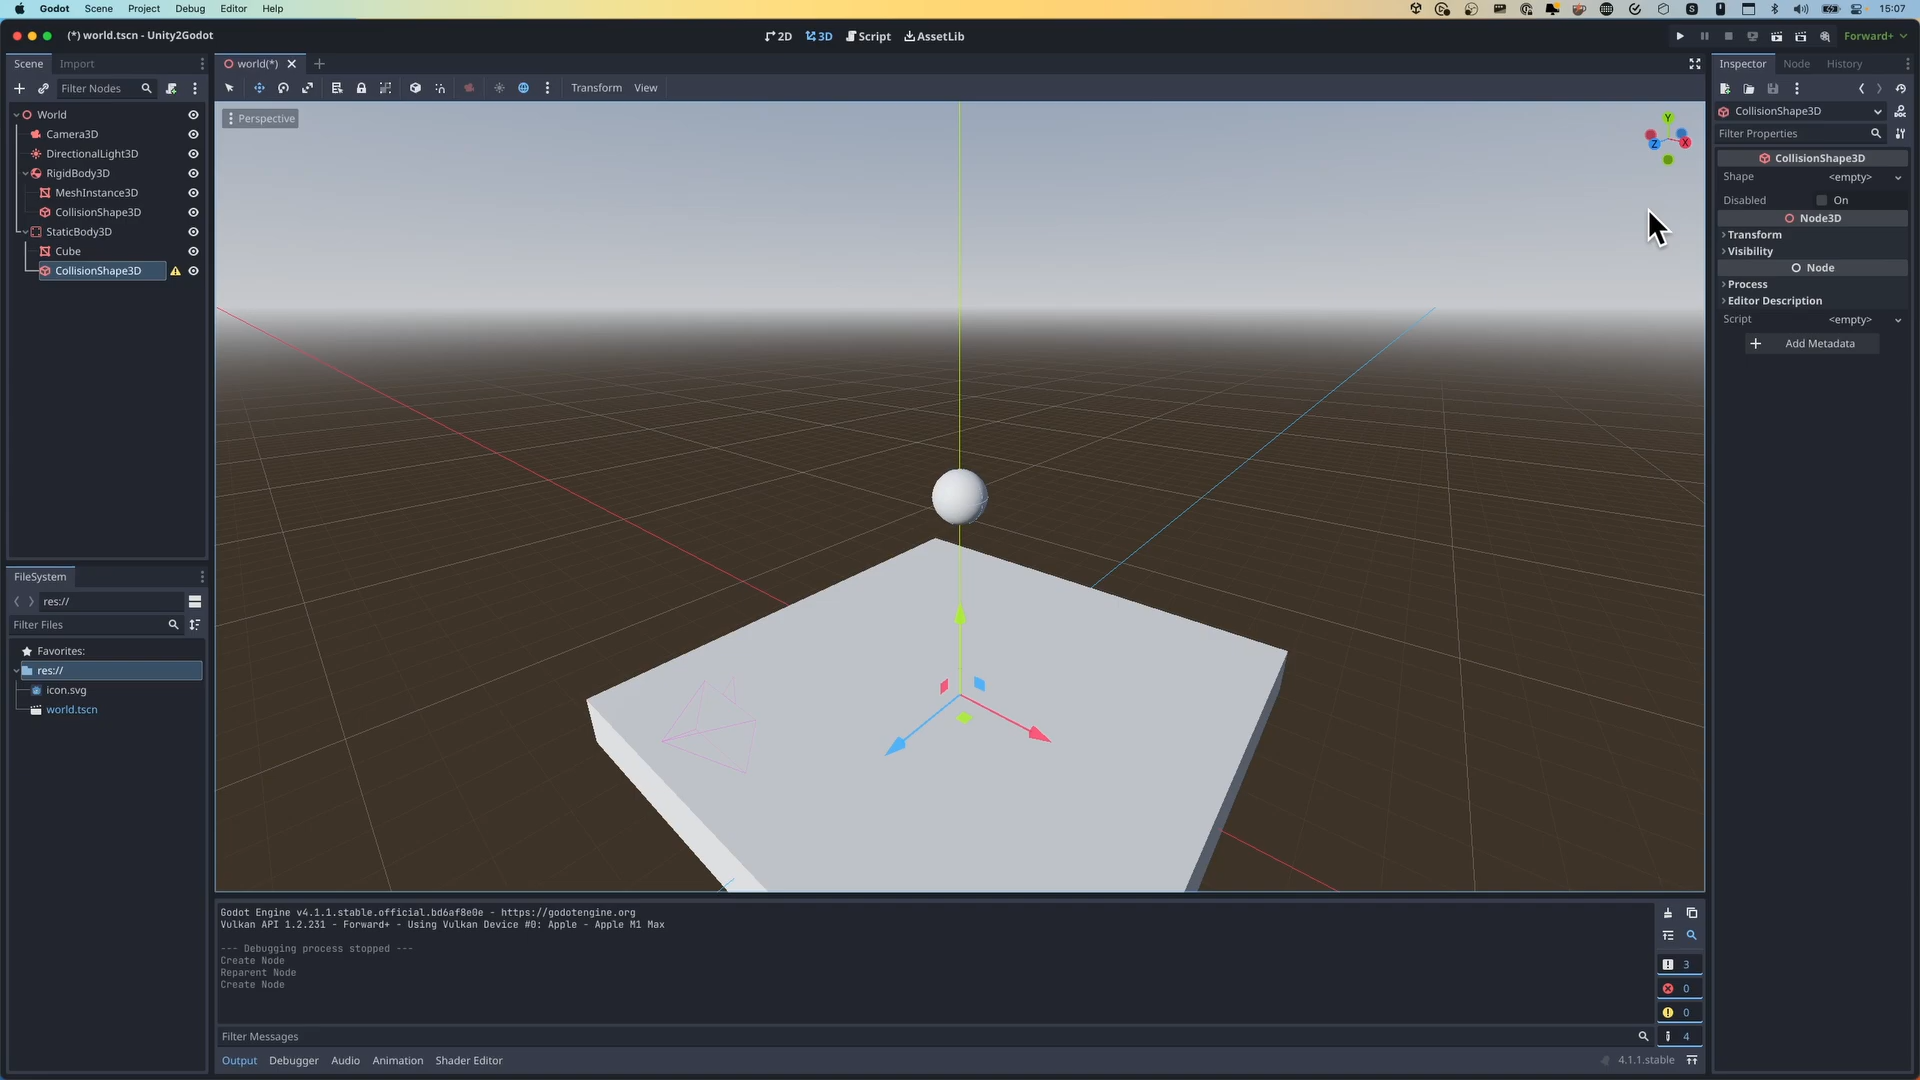 Godot Scene Project Debug Editor Help 15:07
(*) world.tscn - Unity2Godot
2D 3D Script AssetLib
Forward+
Scene Import
world(*)
Inspector Node History
Filter Nodes
Transform View
World
Camera3D
DirectionalLight3D
RigidBody3D
MeshInstance3D
CollisionShape3D
StaticBody3D
Cube
CollisionShape3D
Perspective
Y
Z
X
CollisionShape3D
Filter Properties
CollisionShape3D
Shape <empty>
Disabled On
Node3D
Transform
Visibility
Node
Process
Editor Description
Script <empty>
Add Metadata
FileSystem
res://
Filter Files
Favorites:
res://
icon.svg
world.tscn
Godot Engine v4.1.1.stable.official.bd6af8e0e - https://godotengine.org
Vulkan API 1.2.231 - Forward+ - Using Vulkan Device #0: Apple - Apple M1 Max
--- Debugging process stopped ---
Create Node
Reparent Node
Create Node
3
0
0
4
Filter Messages
Output Debugger Audio Animation Shader Editor
4.1.1.stable